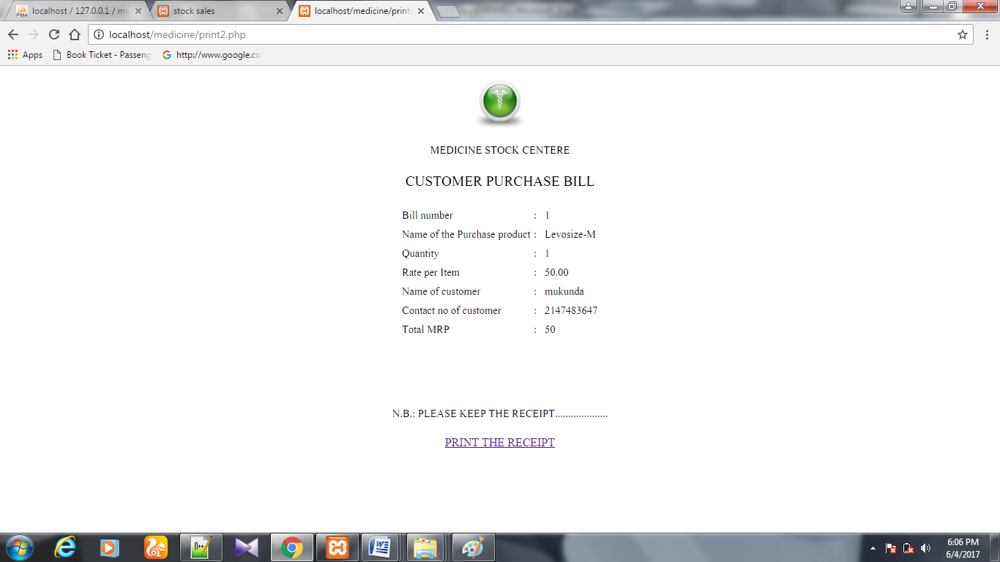 PMA localhost / 127.0.0.1 / me
stock sales
localhost/medicine/print
localhost/medicine/print2.php
Apps
Book Ticket - Passeng
http://www.google.co
MEDICINE STOCK CENTERE
CUSTOMER PURCHASE BILL
Bill number : 1
Name of the Purchase product : Levosize-M
Quantity : 1
Rate per Item : 50.00
Name of customer : mukunda
Contact no of customer : 2147483647
Total MRP : 50
N.B.: PLEASE KEEP THE RECEIPT....................
PRINT THE RECEIPT
6:06 PM
6/4/2017